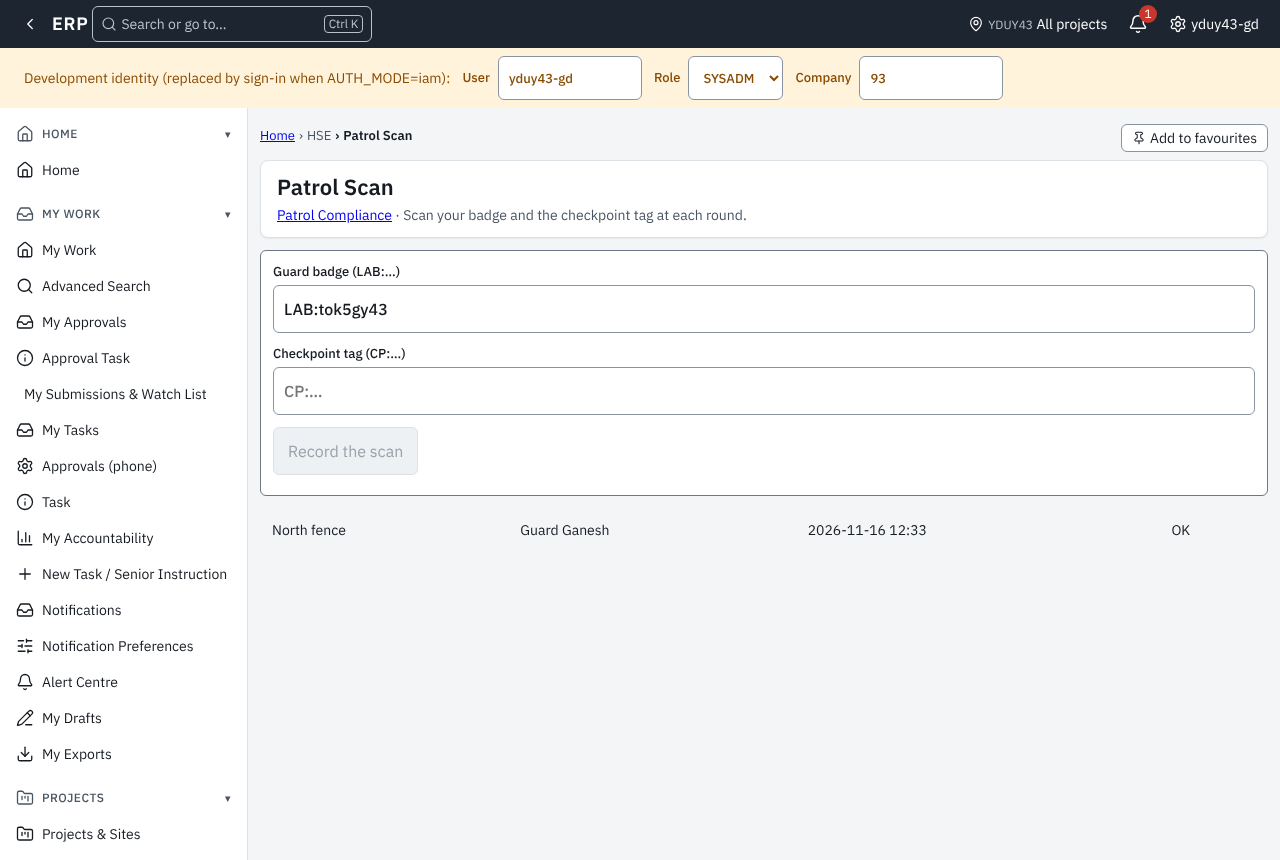 ERP
Search or go to...
Ctrl K
YDUY43 All projects
1
yduy43-gd
Development identity (replaced by sign-in when AUTH_MODE=iam):
User
yduy43-gd
Role
SYSADM
Company
93
HOME
Home
MY WORK
My Work
Advanced Search
My Approvals
Approval Task
My Submissions & Watch List
My Tasks
Approvals (phone)
Task
My Accountability
New Task / Senior Instruction
Notifications
Notification Preferences
Alert Centre
My Drafts
My Exports
PROJECTS
Projects & Sites
Home › HSE › Patrol Scan
Add to favourites
Patrol Scan
Patrol Compliance · Scan your badge and the checkpoint tag at each round.
Guard badge (LAB:...)
LAB:tok5gy43
Checkpoint tag (CP:...)
CP:...
Record the scan
North fence Guard Ganesh 2026-11-16 12:33 OK